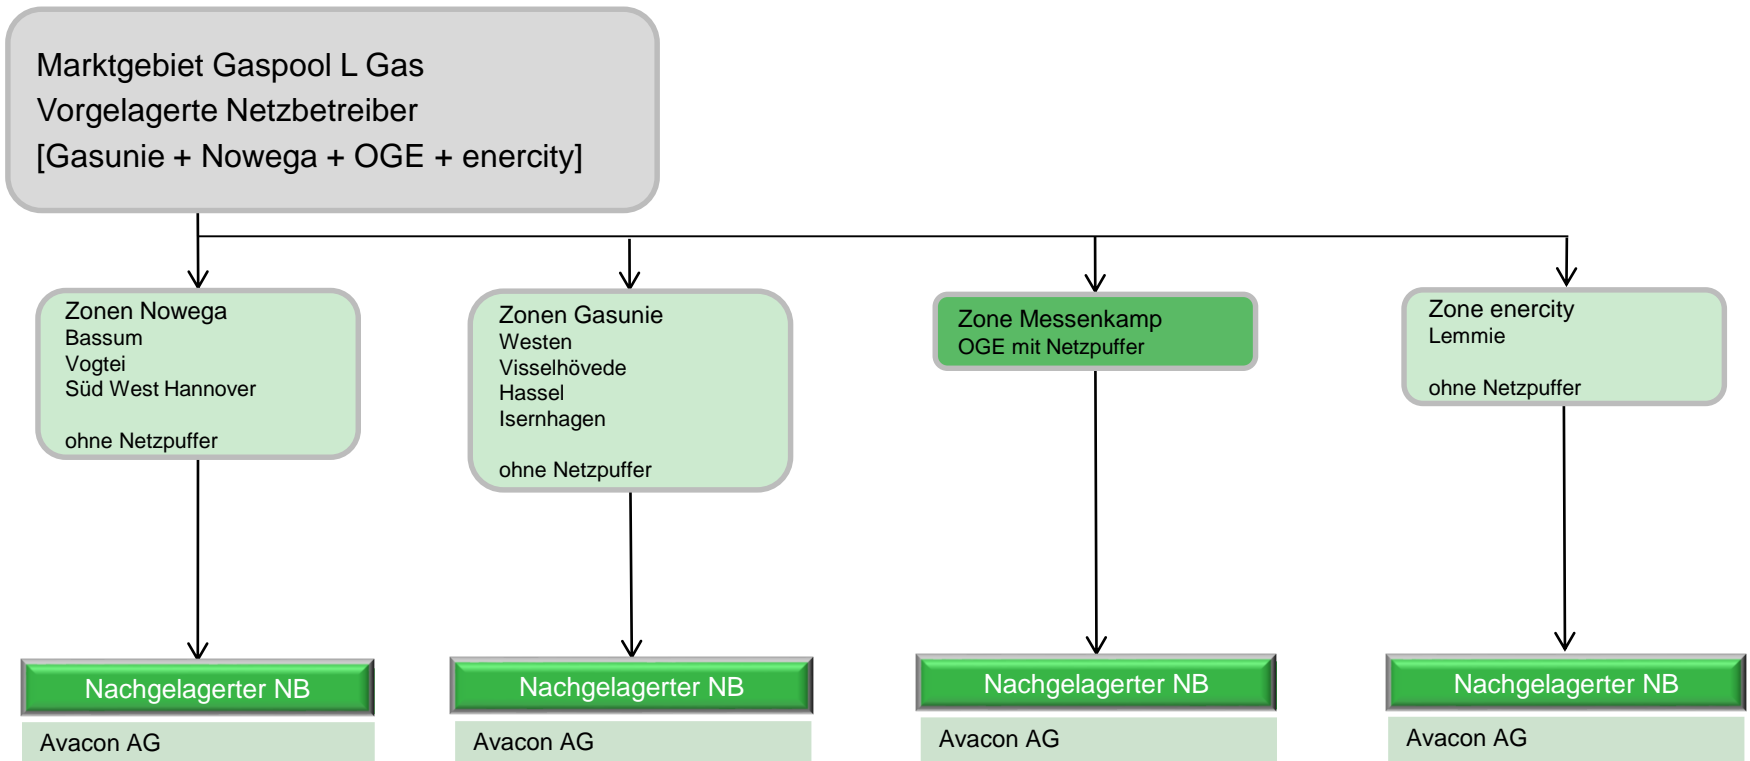 Marktgebiet Gaspool L Gas
Vorgelagerte Netzbetreiber
[Gasunie + Nowega + OGE + enercity]
Zonen Nowega
Bassum
Vogtei
Süd West Hannover
ohne Netzpuffer
Zonen Gasunie
Westen
Visselhövede
Hassel
Isernhagen
ohne Netzpuffer
Zone Messenkamp
OGE mit Netzpuffer
Zone enercity
Lemmie
ohne Netzpuffer
Nachgelagerter NB
Avacon AG
Nachgelagerter NB
Avacon AG
Nachgelagerter NB
Avacon AG
Nachgelagerter NB
Avacon AG